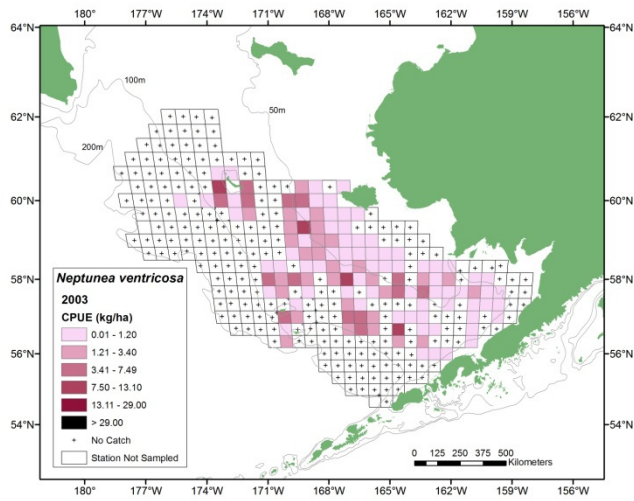 180° 177°W 174°W 171°W 168°W 165°W 162°W 159°W 156°W
64°N 64°N
100m
50m
62°N 62°N
200m
60°N 60°N
58°N 58°N
Neptunea ventricosa
2003
CPUE (kg/ha)
0.01 - 1.20
1.21 - 3.40
3.41 - 7.49
7.50 - 13.10
13.11 - 29.00
> 29.00
No Catch
Station Not Sampled
56°N 56°N
54°N 54°N
0 125 250 375 500
Kilometers
180° 177°W 174°W 171°W 168°W 165°W 162°W 159°W 156°W